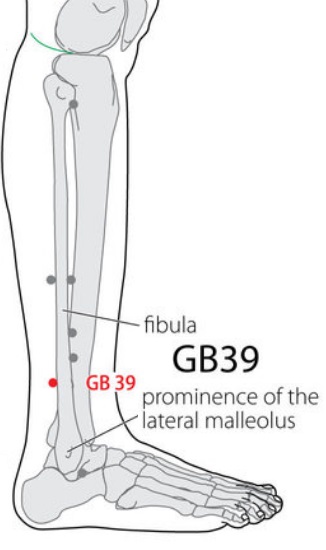 fibula
GB39
GB 39
prominence of the
lateral malleolus